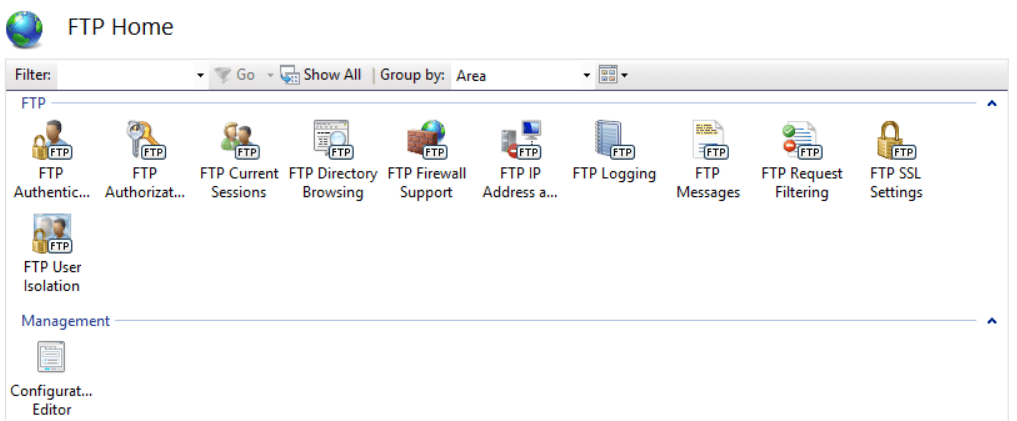 FTP Home
Filter: Go Show All Group by: Area
FTP
FTP FTP FTP FTP FTP FTP FTP FTP FTP FTP
FTP FTP FTP Current FTP Directory FTP Firewall FTP IP FTP Logging FTP FTP Request FTP SSL
Authentic... Authorizat... Sessions Browsing Support Address a... Messages Filtering Settings
FTP
FTP User
Isolation
Management
Configurat...
Editor